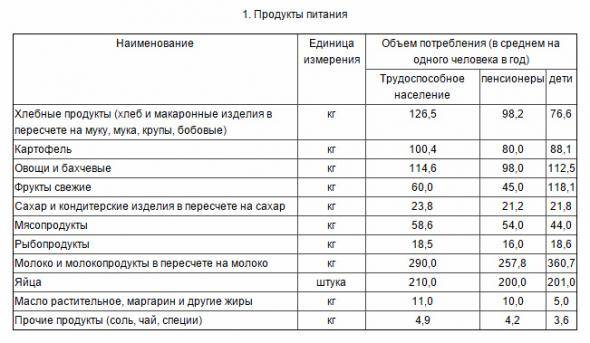 1. Продукты питания
Наименование Единица измерения Объем потребления (в среднем на одного человека в год)
Трудоспособное население пенсионеры дети
Хлебные продукты (хлеб и макаронные изделия в пересчете на муку, мука, крупы, бобовые) кг 126,5 98,2 76,6
Картофель кг 100,4 80,0 88,1
Овощи и бахчевые кг 114,6 98,0 112,5
Фрукты свежие кг 60,0 45,0 118,1
Сахар и кондитерские изделия в пересчете на сахар кг 23,8 21,2 21,8
Мясопродукты кг 58,6 54,0 44,0
Рыбопродукты кг 18,5 16,0 18,6
Молоко и молокопродукты в пересчете на молоко кг 290,0 257,8 360,7
Яйца штука 210,0 200,0 201,0
Масло растительное, маргарин и другие жиры кг 11,0 10,0 5,0
Прочие продукты (соль, чай, специи) кг 4,9 4,2 3,6